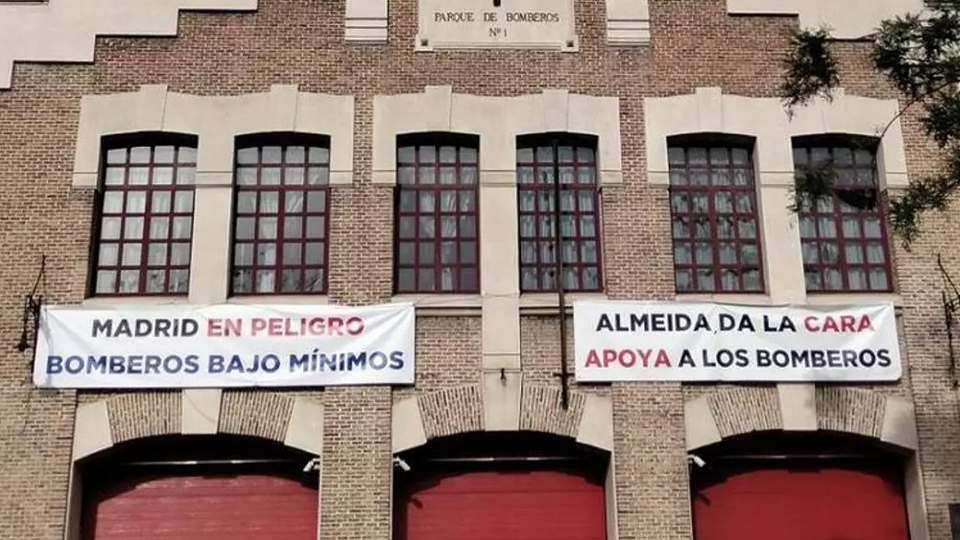 PARQUE DE BOMBEROS
Nº 1
MADRID EN PELIGRO
BOMBEROS BAJO MÍNIMOS
ALMEIDA, DA LA CARA
APOYA A LOS BOMBEROS